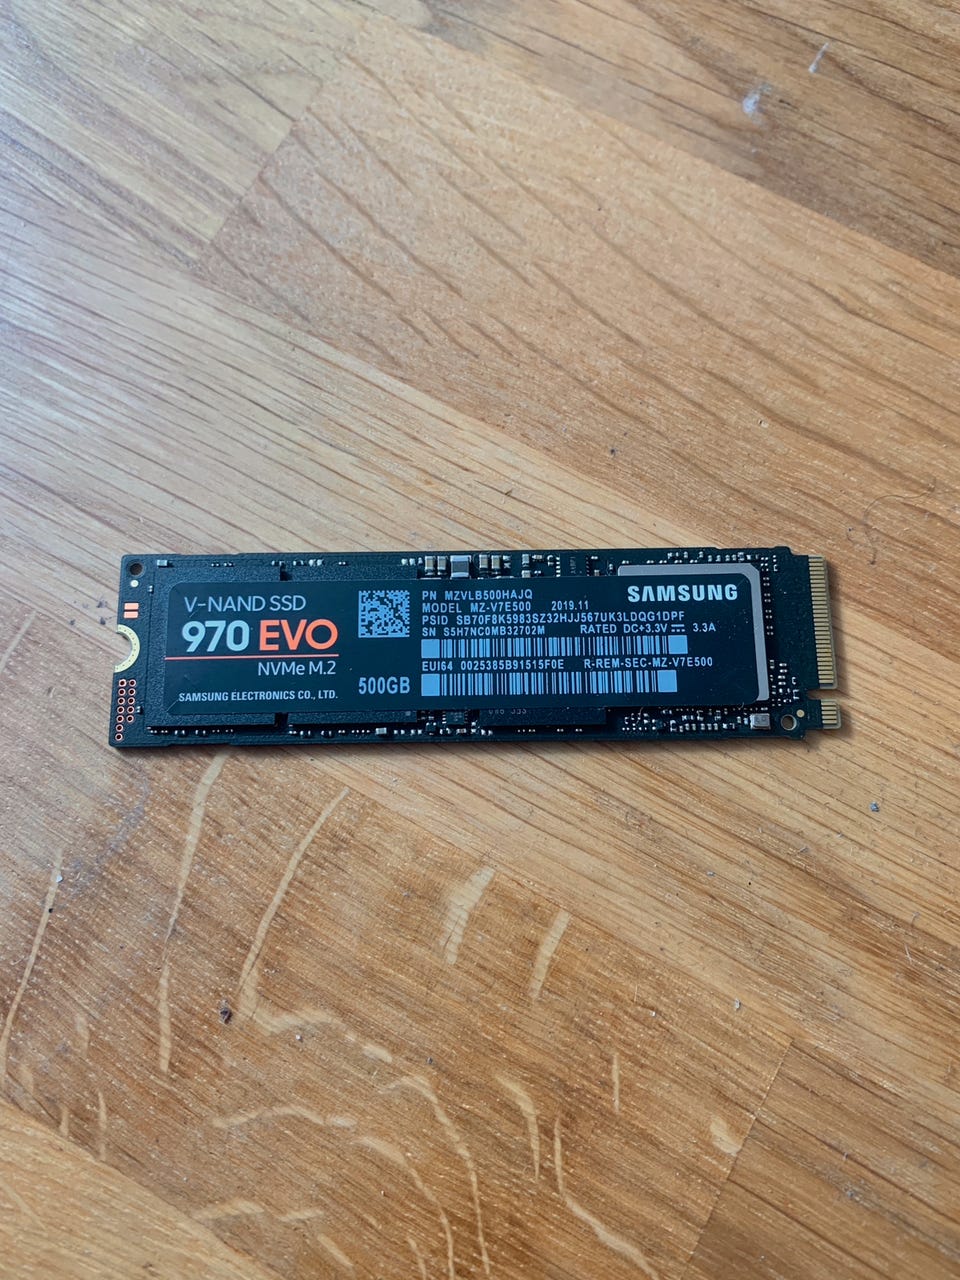 V-NAND SSD
970 EVO
NVMe M.2
SAMSUNG ELECTRONICS CO., LTD.
500GB
PN MZVLB500HAJQ
MODEL MZ-V7E500 2019.11
PSID SB70F8K5983SZ32HJJ567UK3LDQG1DPF
SN S5H7NC0MB32702M RATED DC+3.3V 3.3A
EUI64 0025385B91515F0E R-REM-SEC-MZ-V7E500
SAMSUNG